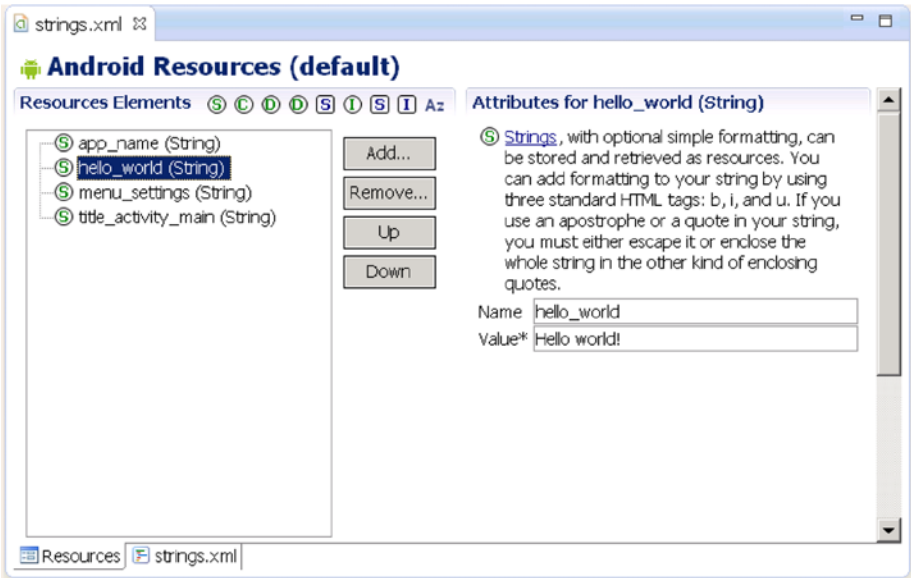 strings.xml
Android Resources (default)
Resources Elements S C D D S I S I Az
S app_name (String)
S hello_world (String)
S menu_settings (String)
S title_activity_main (String)
Add...
Remove...
Up
Down
Attributes for hello_world (String)
S Strings, with optional simple formatting, can
be stored and retrieved as resources. You
can add formatting to your string by using
three standard HTML tags: b, i, and u. If you
use an apostrophe or a quote in your string,
you must either escape it or enclose the
whole string in the other kind of enclosing
quotes.
Name hello_world
Value* Hello world!
Resources strings.xml